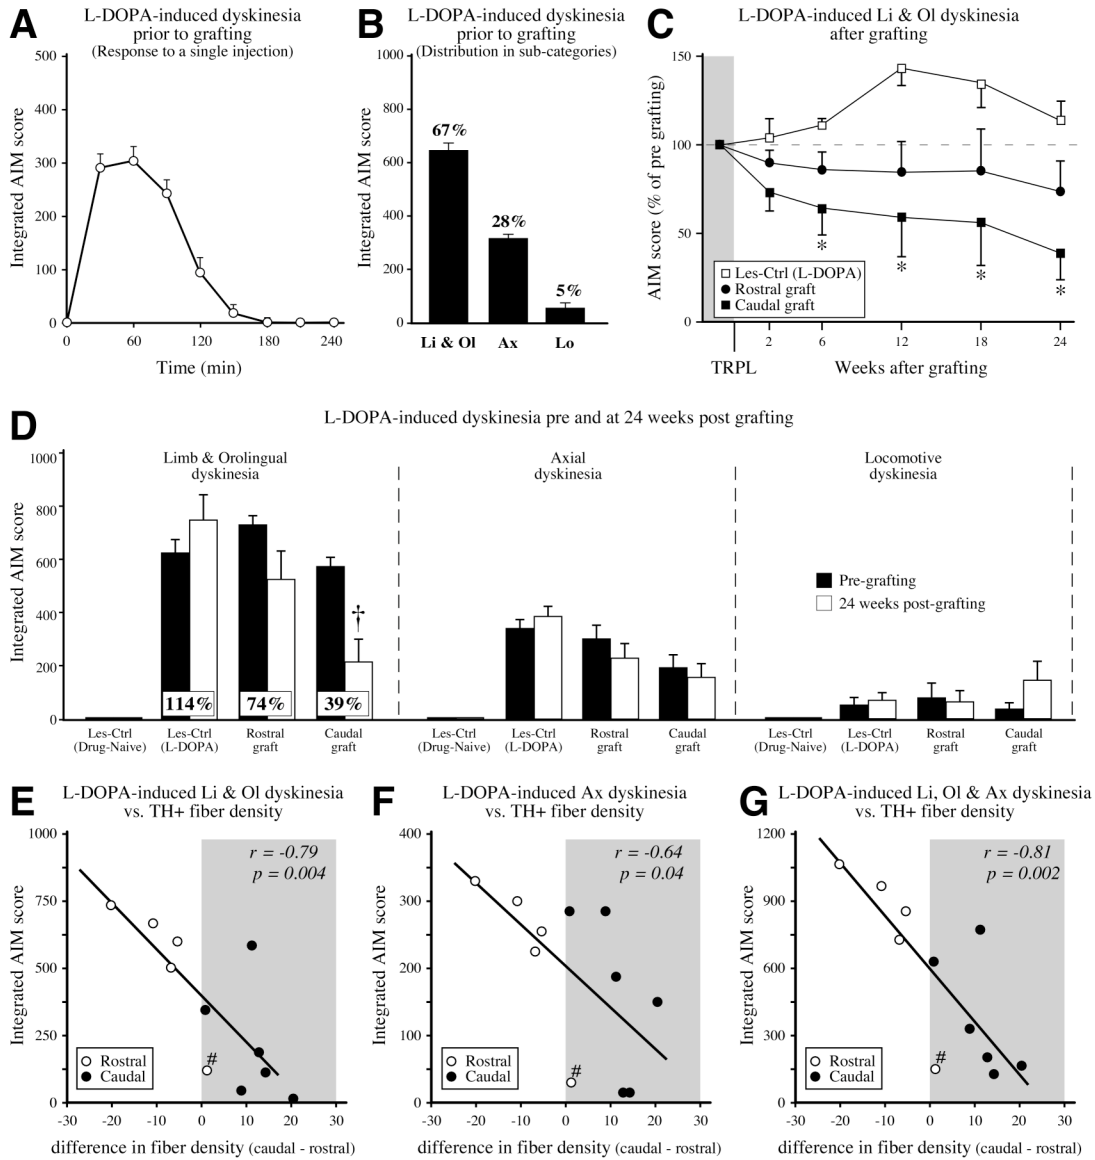 A
L-DOPA-induced dyskinesia
prior to grafting
(Response to a single injection)
Integrated AIM score
500
400
300
200
100
0
0 60 120 180 240
Time (min)
B
L-DOPA-induced dyskinesia
prior to grafting
(Distribution in sub-categories)
Integrated AIM score
1000
800
600
400
200
0
67%
28%
5%
Li & Ol Ax Lo
C
L-DOPA-induced Li & Ol dyskinesia
after grafting
AIM score (% of pre grafting)
150
100
50
0
* * * *
Les-Ctrl (L-DOPA)
Rostral graft
Caudal graft
2 6 12 18 24
TRPL Weeks after grafting
D
L-DOPA-induced dyskinesia pre and at 24 weeks post grafting
Integrated AIM score
1000
800
600
400
200
0
Limb & Orolingual
dyskinesia
Axial
dyskinesia
Locomotive
dyskinesia
†
114% 74% 39%
Pre-grafting
24 weeks post-grafting
Les-Ctrl Les-Ctrl Rostral Caudal Les-Ctrl Les-Ctrl Rostral Caudal Les-Ctrl Les-Ctrl Rostral Caudal
(Drug-Naive) (L-DOPA) graft graft (Drug-Naive) (L-DOPA) graft graft (Drug-Naive) (L-DOPA) graft graft
E
L-DOPA-induced Li & Ol dyskinesia
vs. TH+ fiber density
Integrated AIM score
1000
750
500
250
0
r = -0.79
p = 0.004
#
Rostral
Caudal
-30 -20 -10 0 10 20 30
difference in fiber density (caudal - rostral)
F
L-DOPA-induced Ax dyskinesia
vs. TH+ fiber density
Integrated AIM score
400
300
200
100
0
r = -0.64
p = 0.04
#
Rostral
Caudal
-30 -20 -10 0 10 20 30
difference in fiber density (caudal - rostral)
G
L-DOPA-induced Li, Ol & Ax dyskinesia
vs. TH+ fiber density
Integrated AIM score
1200
900
600
300
0
r = -0.81
p = 0.002
#
Rostral
Caudal
-30 -20 -10 0 10 20 30
difference in fiber density (caudal - rostral)